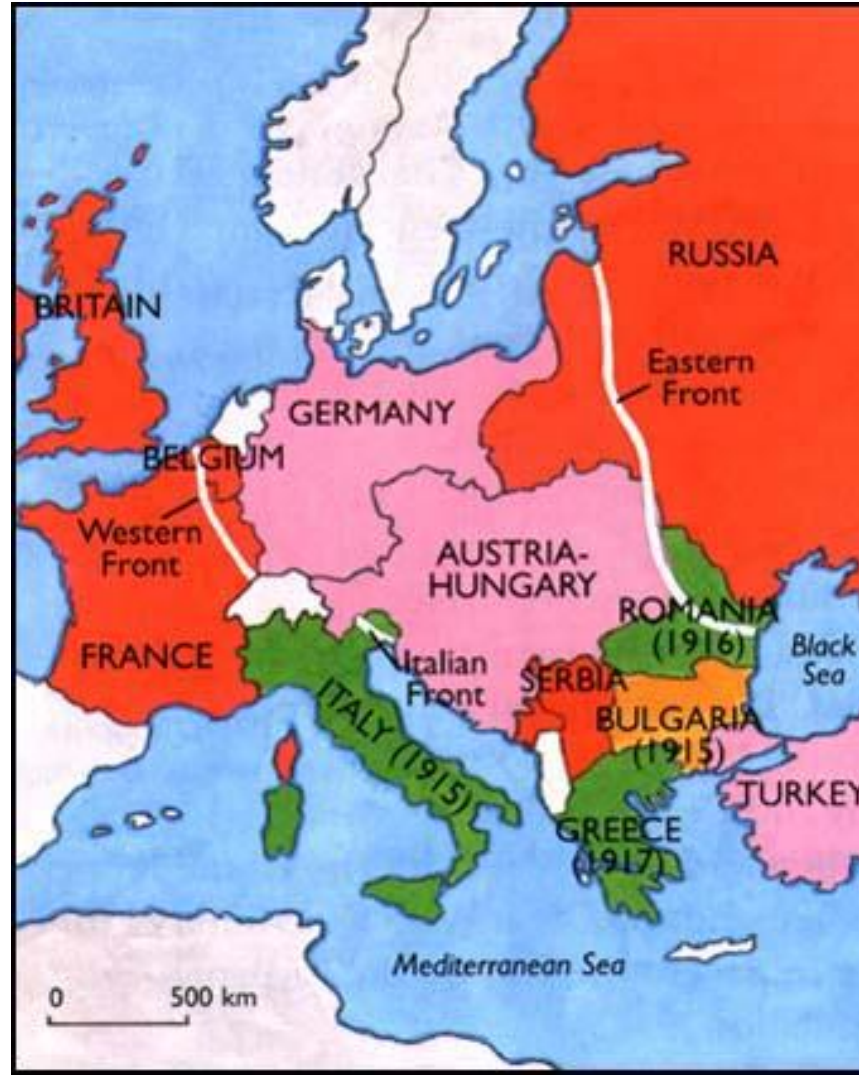 RUSSIA
BRITAIN
Eastern
Front
GERMANY
BELGIUM
Western
Front
AUSTRIA-
HUNGARY
ROMANIA
(1916)
Black
Sea
FRANCE
Italian
Front
SERBIA
ITALY (1915)
BULGARIA
(1915)
TURKEY
GREECE
(1917)
Mediterranean Sea
0 500 km